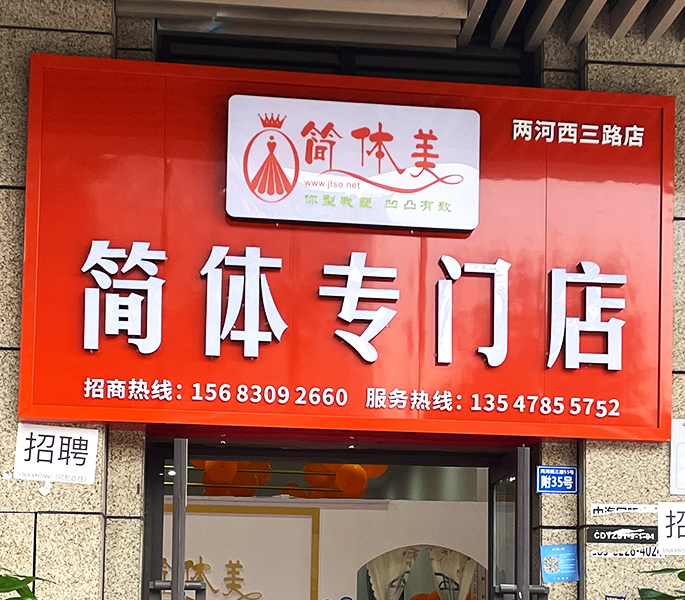 两河西三路店
简体美
www.jtso.net
你型我塑 凹凸有致
简体专门店
招商热线：156 8309 2660 服务热线：135 4785 5752
招聘
附35号
简体美
招